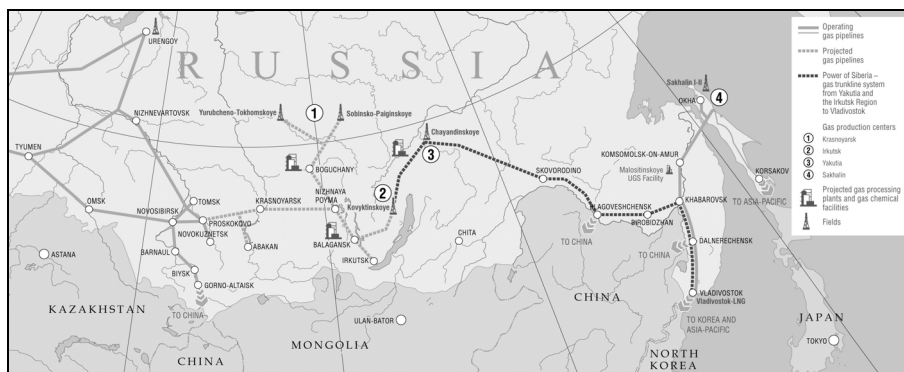 URENGOY
R U S S I A
NIZHNEVARTOVSK
Yurubcheno-Tokhomskoye
1
Sobinsko-Paiginskoye
Chayandinskoye
3
Sakhalin I-II
OKHA
4
TYUMEN
BOGUCHANY
2
SKOVORODINO
KOMSOMOLSK-ON-AMUR
Malositinskoye
UGS Facility
KORSAKOV
TO ASIA-PACIFIC
OMSK
TOMSK
NOVOSIBIRSK
PROSKOKOVO
KRASNOYARSK
NIZHNAYA
POYMA
Kovyktinskoye
BLAGOVESHCHENSK
BIROBIDZHAN
KHABAROVSK
NOVOKUZNETSK
ABAKAN
BALAGANSK
CHITA
TO CHINA
TO CHINA
DALNERECHENSK
ASTANA
BARNAUL
BIYSK
GORNO-ALTAISK
IRKUTSK
KAZAKHSTAN
TO CHINA
ULAN-BATOR
CHINA
VLADIVOSTOK
Vladivostok-LNG
TO KOREA AND
ASIA-PACIFIC
MONGOLIA
CHINA
NORTH
KOREA
JAPAN
TOKYO
Operating
gas pipelines
Projected
gas pipelines
Power of Siberia –
gas trunkline system
from Yakutia and
the Irkutsk Region
to Vladivostok
Gas production centers
1 Krasnoyarsk
2 Irkutsk
3 Yakutia
4 Sakhalin
Projected gas processing
plants and gas chemical
facilities
Fields